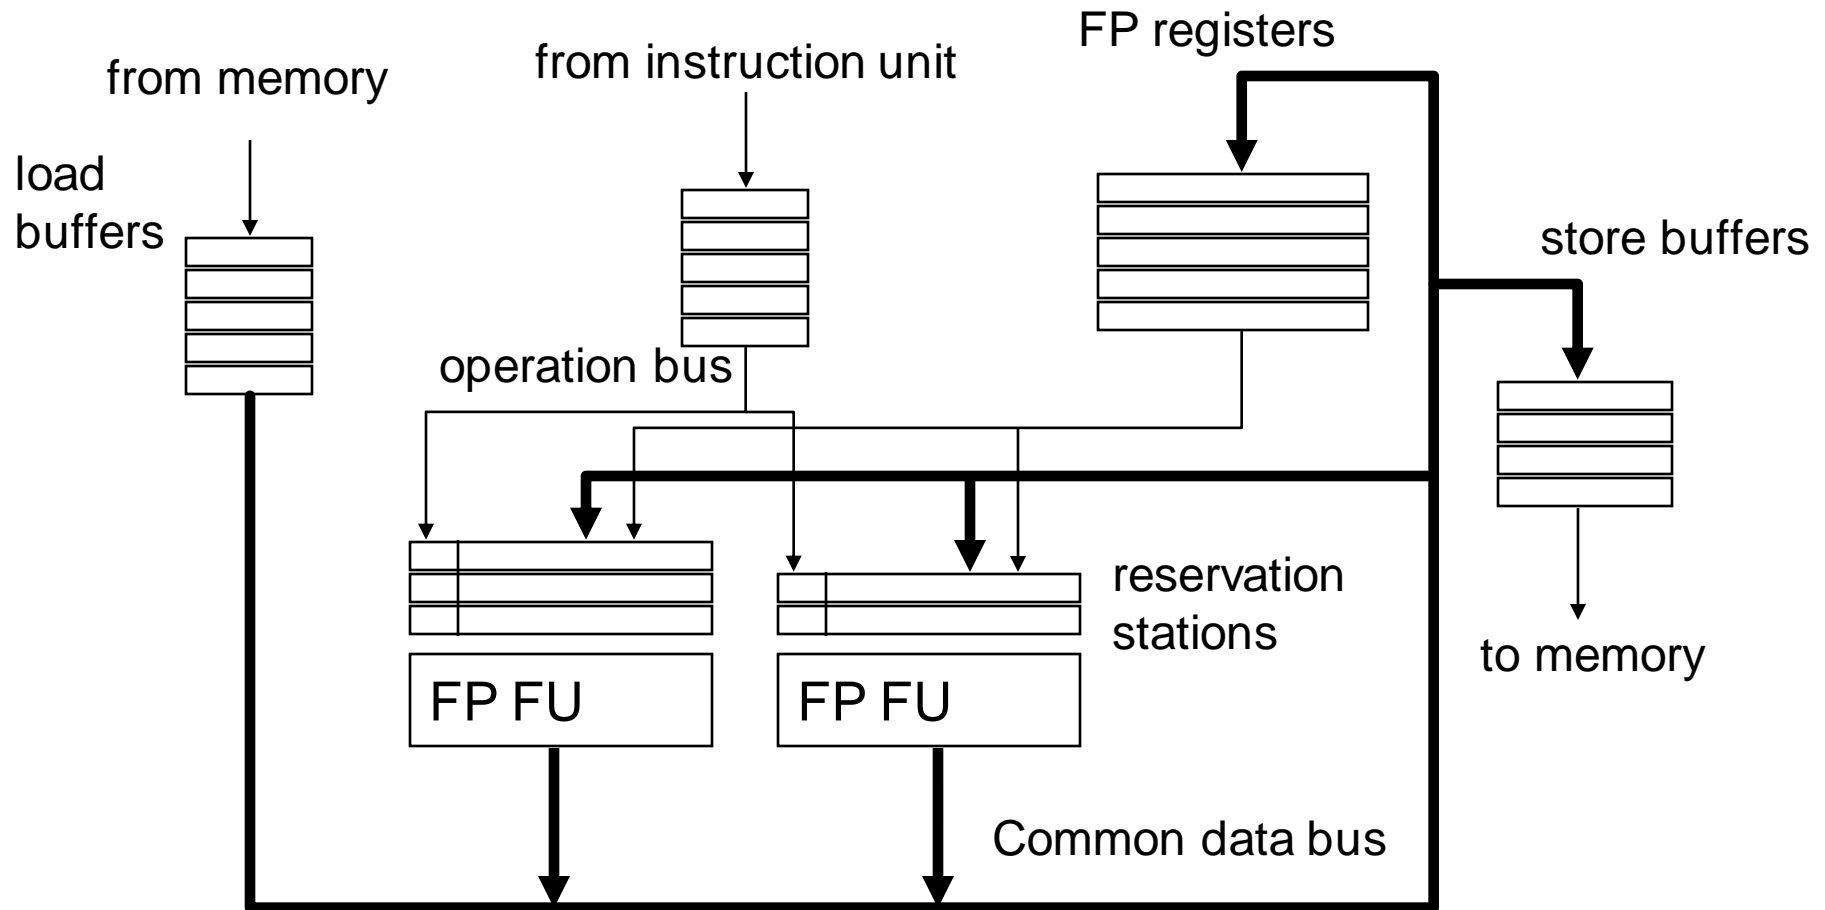 FP registers
from instruction unit
from memory
load
buffers
store buffers
operation bus
reservation
stations
to memory
FP FU
FP FU
Common data bus